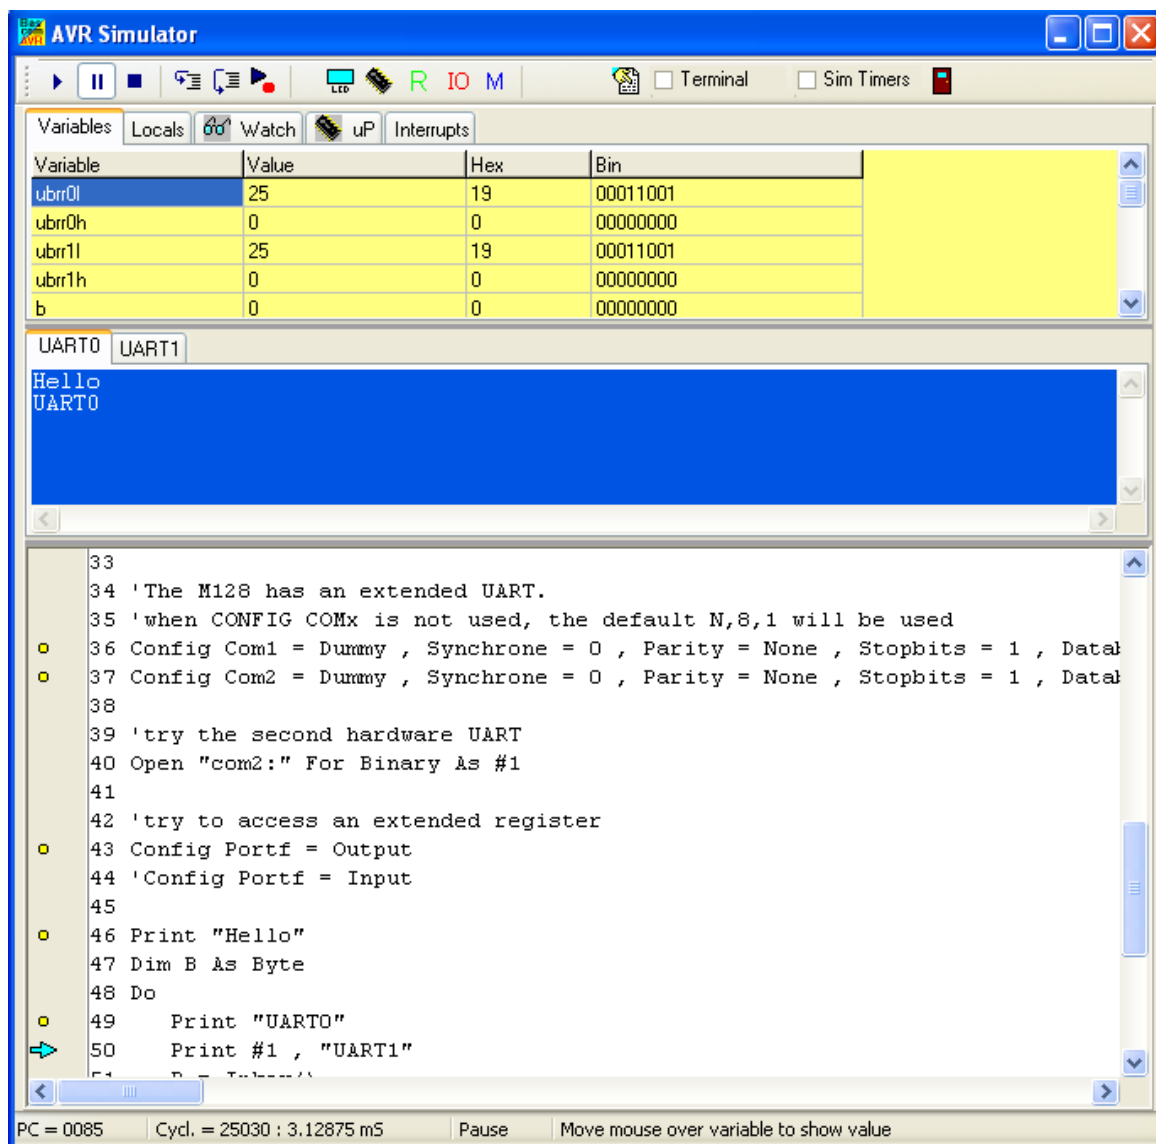 AVR Simulator
LCD R IO M Terminal Sim Timers
Variables Locals Watch uP Interrupts
Variable Value Hex Bin
ubrr0l 25 19 00011001
ubrr0h 0 0 00000000
ubrr1l 25 19 00011001
ubrr1h 0 0 00000000
b 0 0 00000000
UART0 UART1
Hello
UART0
33
34 'The M128 has an extended UART.
35 'when CONFIG COMx is not used, the default N,8,1 will be used
36 Config Com1 = Dummy , Synchrone = 0 , Parity = None , Stopbits = 1 ,
37 Config Com2 = Dummy , Synchrone = 0 , Parity = None , Stopbits = 1 ,
38
39 'try the second hardware UART
40 Open "com2:" For Binary As #1
41
42 'try to access an extended register
43 Config Portf = Output
44 'Config Portf = Input
45
46 Print "Hello"
47 Dim B As Byte
48 Do
49 Print "UART0"
50 Print #1 , "UART1"
PC = 0085 Cycl. = 25030 : 3.12875 mS Pause Move mouse over variable to show value